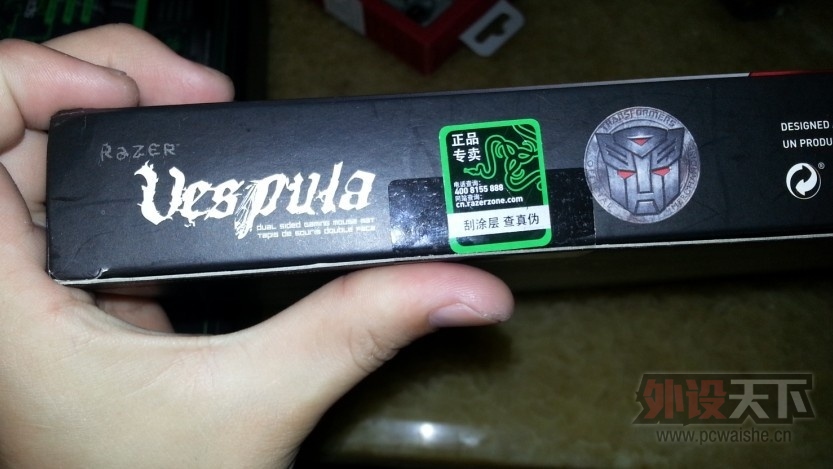 RAZER™
Vespula
DUAL SIDED GAMING MOUSE MAT
TAPIS DE SOURIS DOUBLE FACE
正品
专卖
电话查询:
400 8155 888
网站查询:
cn.razerzone.com
刮涂层 查真伪
TRANSFORMERS
DESIGNED
UN PRODU
®
外设天下
www.pcwaishe.cn